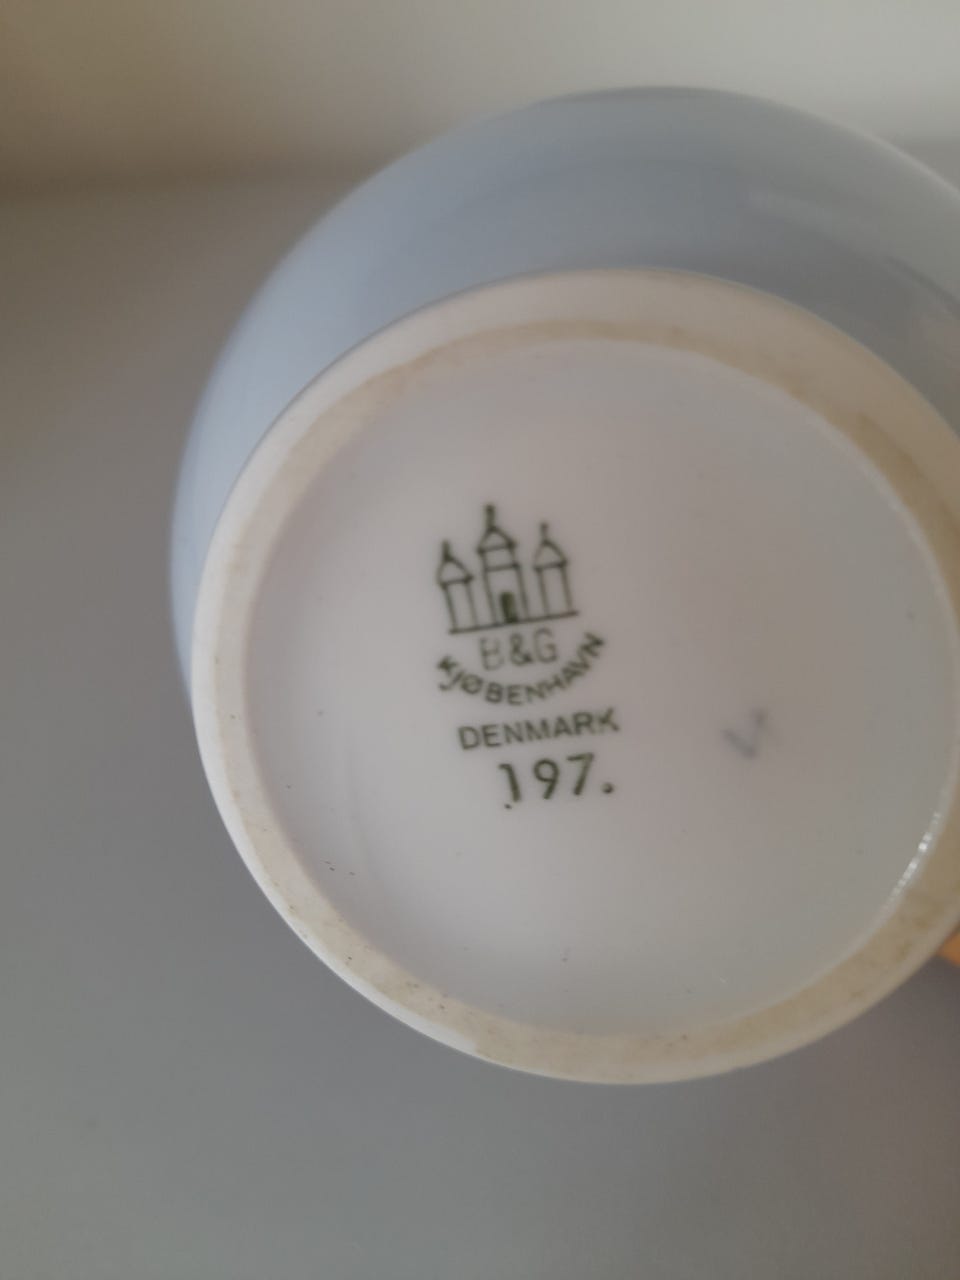 B&G
KJØBENHAVN
DENMARK
197.